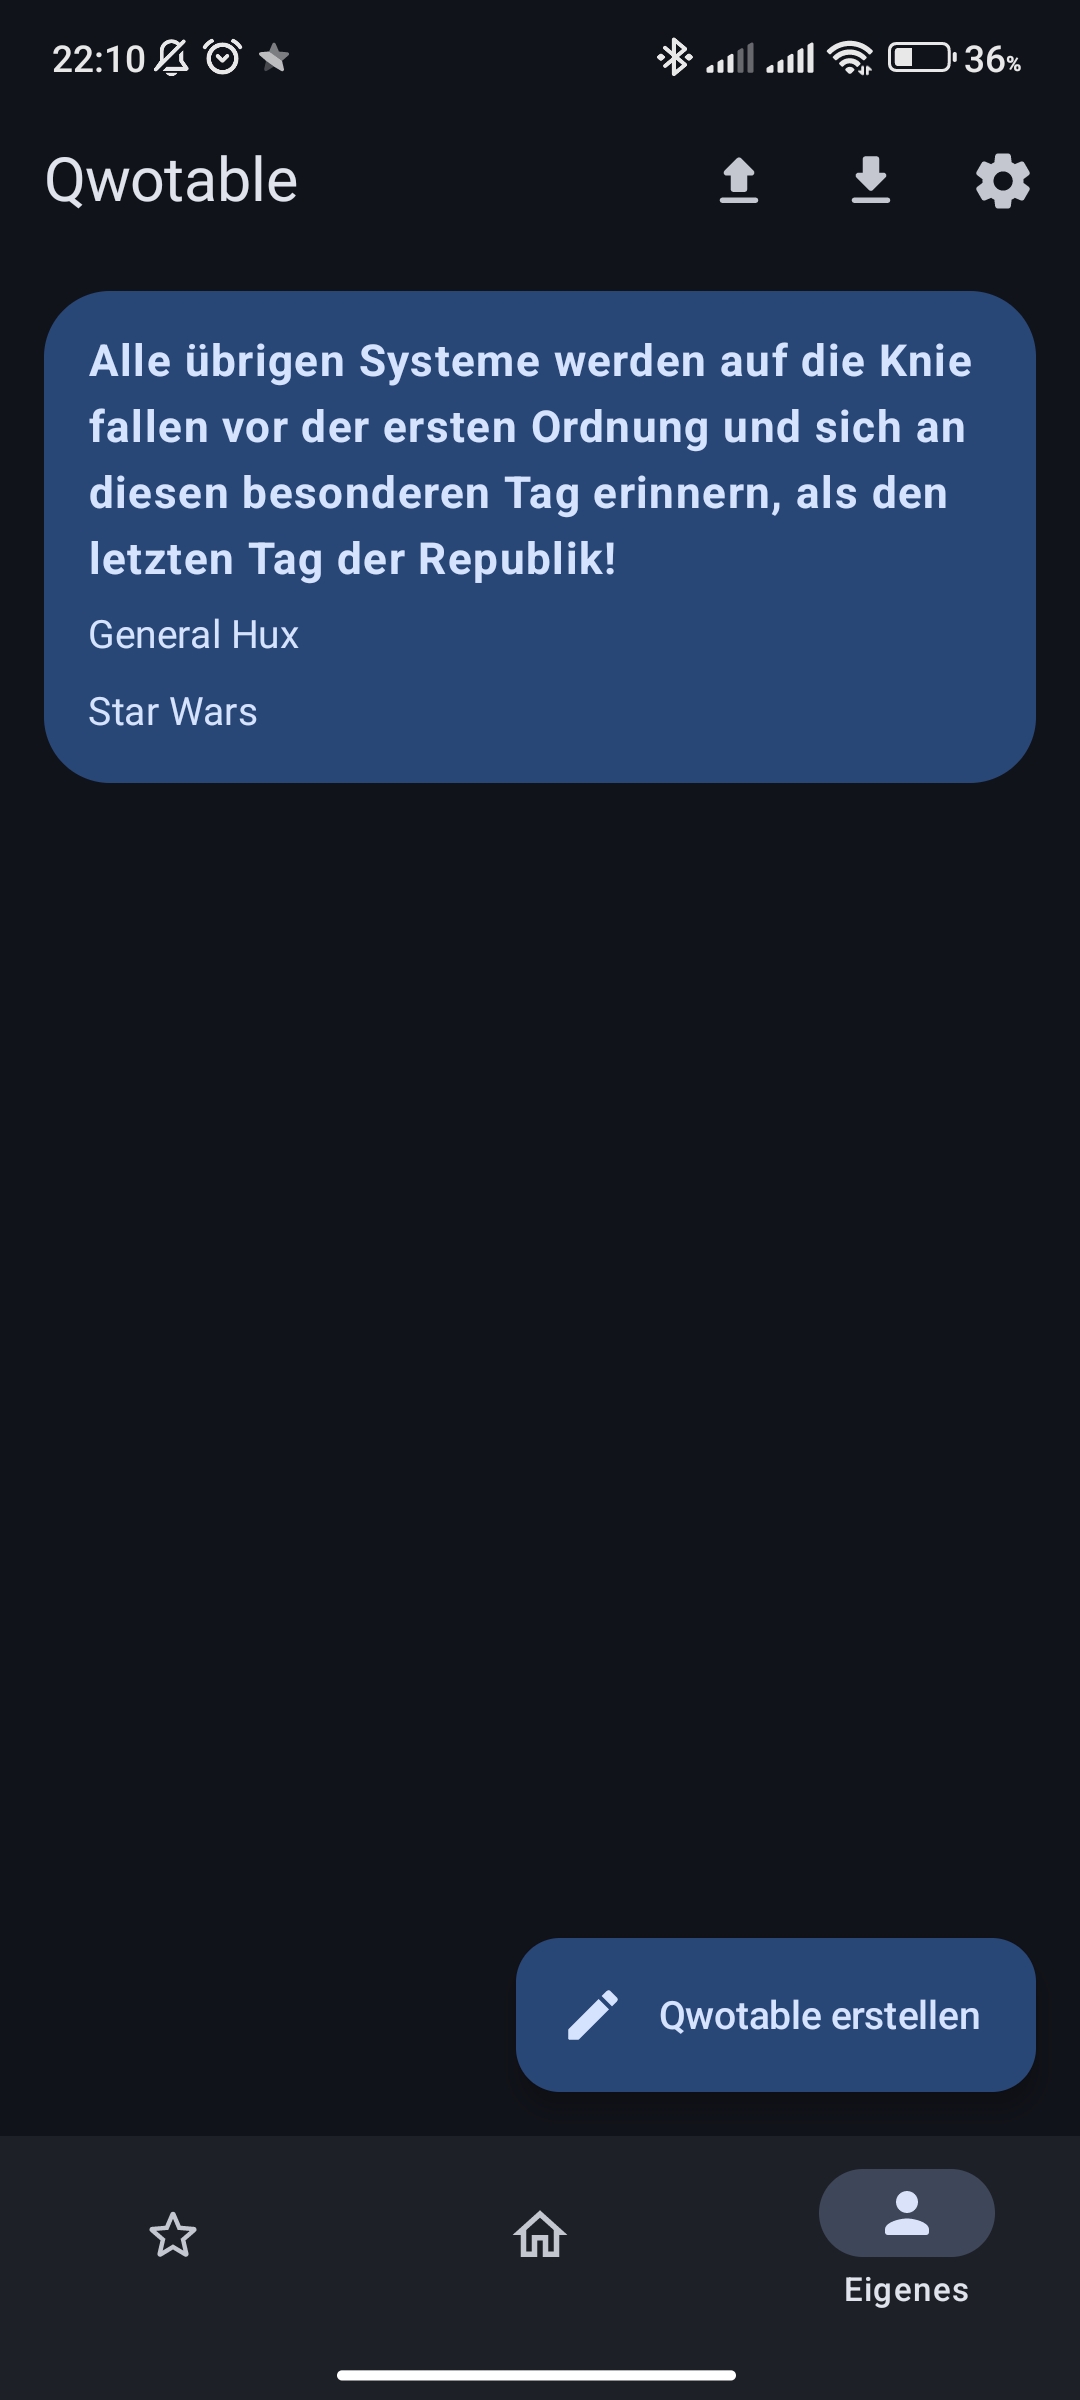 22:10
36%
Qwotable
Alle übrigen Systeme werden auf die Knie
fallen vor der ersten Ordnung und sich an
diesen besonderen Tag erinnern, als den
letzten Tag der Republik!
General Hux
Star Wars
Qwotable erstellen
Eigenes